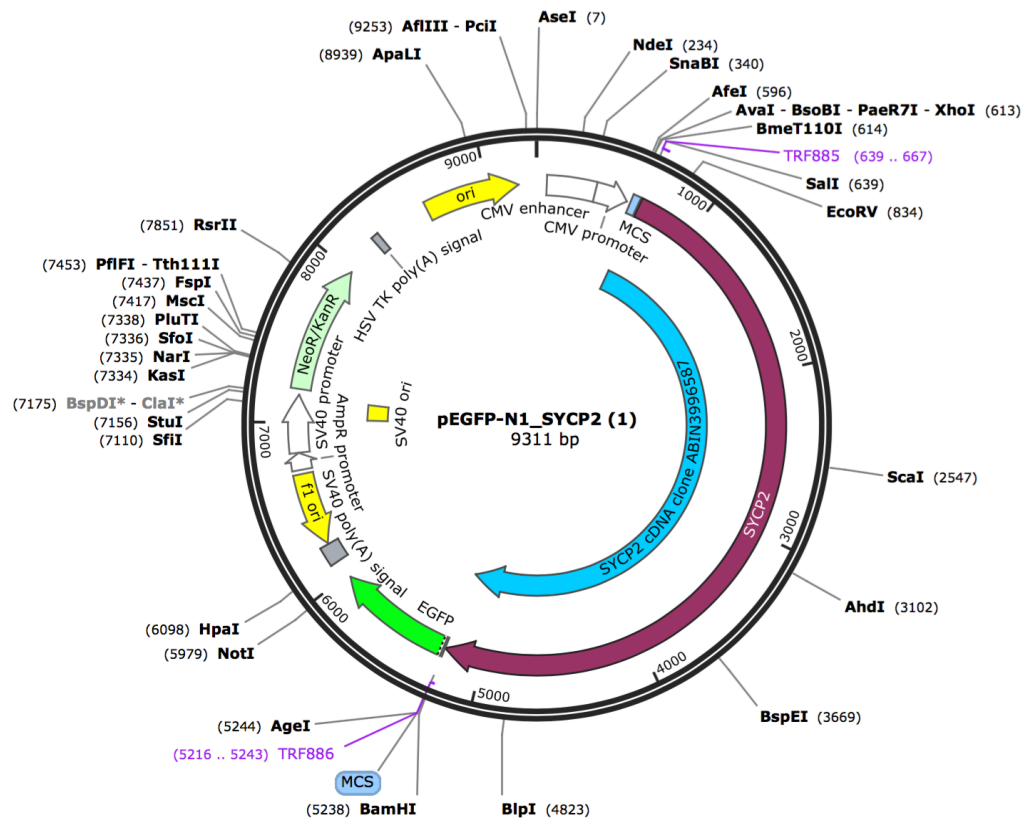 AseI (7)
(9253) AflIII - PciI
NdeI (234)
(8939) ApaLI
SnaBI (340)
AfeI (596)
AvaI - BsoBI - PaeR7I - XhoI (613)
BmeT110I (614)
TRF885 (639 .. 667)
SalI (639)
EcoRV (834)
9000
1000
ori
CMV enhancer
CMV promoter
MCS
(7851) RsrII
8000
HSV TK poly(A) signal
(7453) PflFI - Tth111I
(7437) FspI
(7417) MscI
(7338) PluTI
(7336) SfoI
(7335) NarI
(7334) KasI
(7175) BspDI* - ClaI*
(7156) StuI
(7110) SfiI
NeoR/KanR
2000
SV40 promoter
SV40 ori
AmpR promoter
pEGFP-N1_SYCP2 (1)
9311 bp
7000
SYCP2 cDNA clone ABIN3996587
SYCP2
ScaI (2547)
f1 ori
SV40 poly(A) signal
3000
EGFP
6000
AhdI (3102)
(6098) HpaI
(5979) NotI
4000
5000
BspEI (3669)
(5244) AgeI
(5216 .. 5243) TRF886
MCS
(5238) BamHI
BlpI (4823)